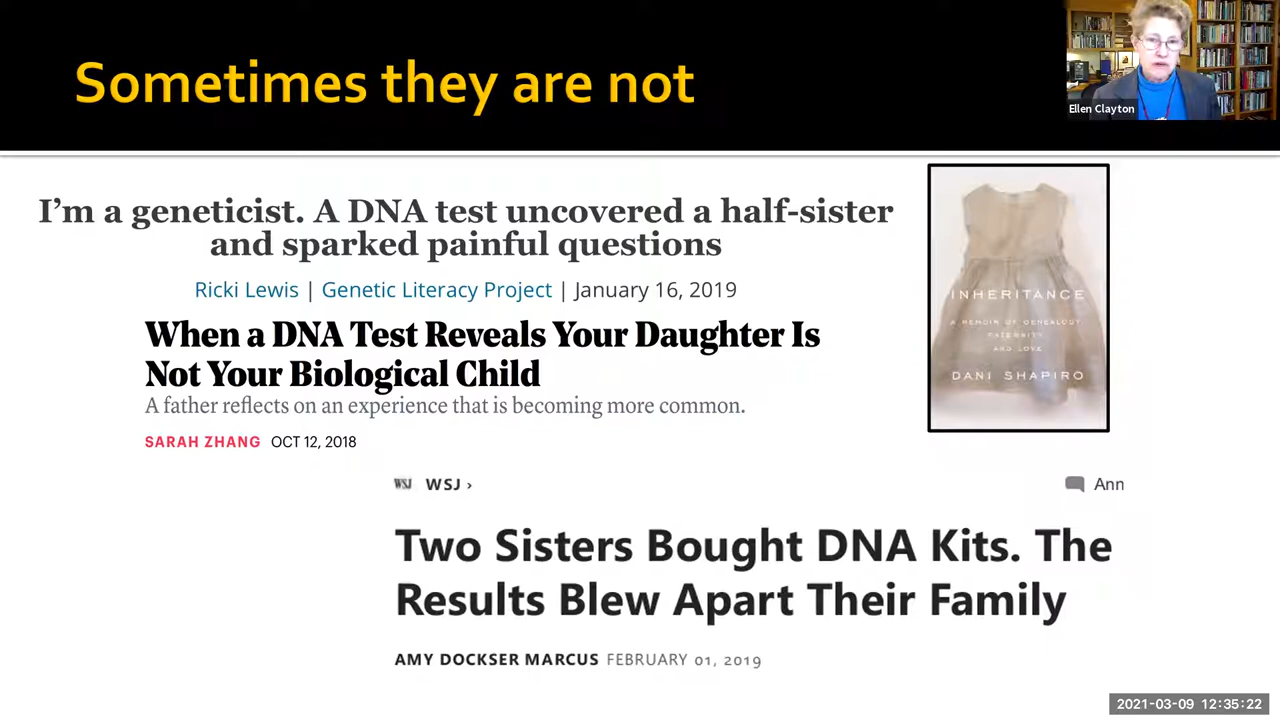 Sometimes they are not
Ellen Clayton
I'm a geneticist. A DNA test uncovered a half-sister
and sparked painful questions
Ricki Lewis | Genetic Literacy Project | January 16, 2019
When a DNA Test Reveals Your Daughter Is
Not Your Biological Child
A father reflects on an experience that is becoming more common.
SARAH ZHANG OCT 12, 2018
INHERITANCE
A MEMOIR OF GENEALOGY
PATERNITY
AND LOVE
DANI SHAPIRO
WSJ WSJ ›
Ann
Two Sisters Bought DNA Kits. The
Results Blew Apart Their Family
AMY DOCKSER MARCUS FEBRUARY 01, 2019
2021-03-09 12:35:22